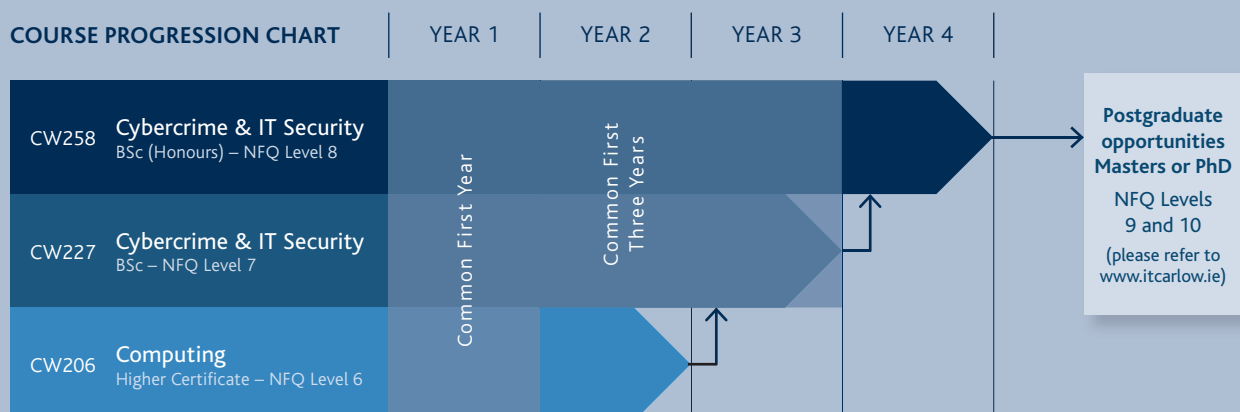 COURSE PROGRESSION CHART
YEAR 1
YEAR 2
YEAR 3
YEAR 4
CW258
Cybercrime & IT Security
BSc (Honours) – NFQ Level 8
CW227
Cybercrime & IT Security
BSc – NFQ Level 7
CW206
Computing
Higher Certificate – NFQ Level 6
Common First Year
Common First
Three Years
Postgraduate
opportunities
Masters or PhD
NFQ Levels
9 and 10
(please refer to
www.itcarlow.ie)